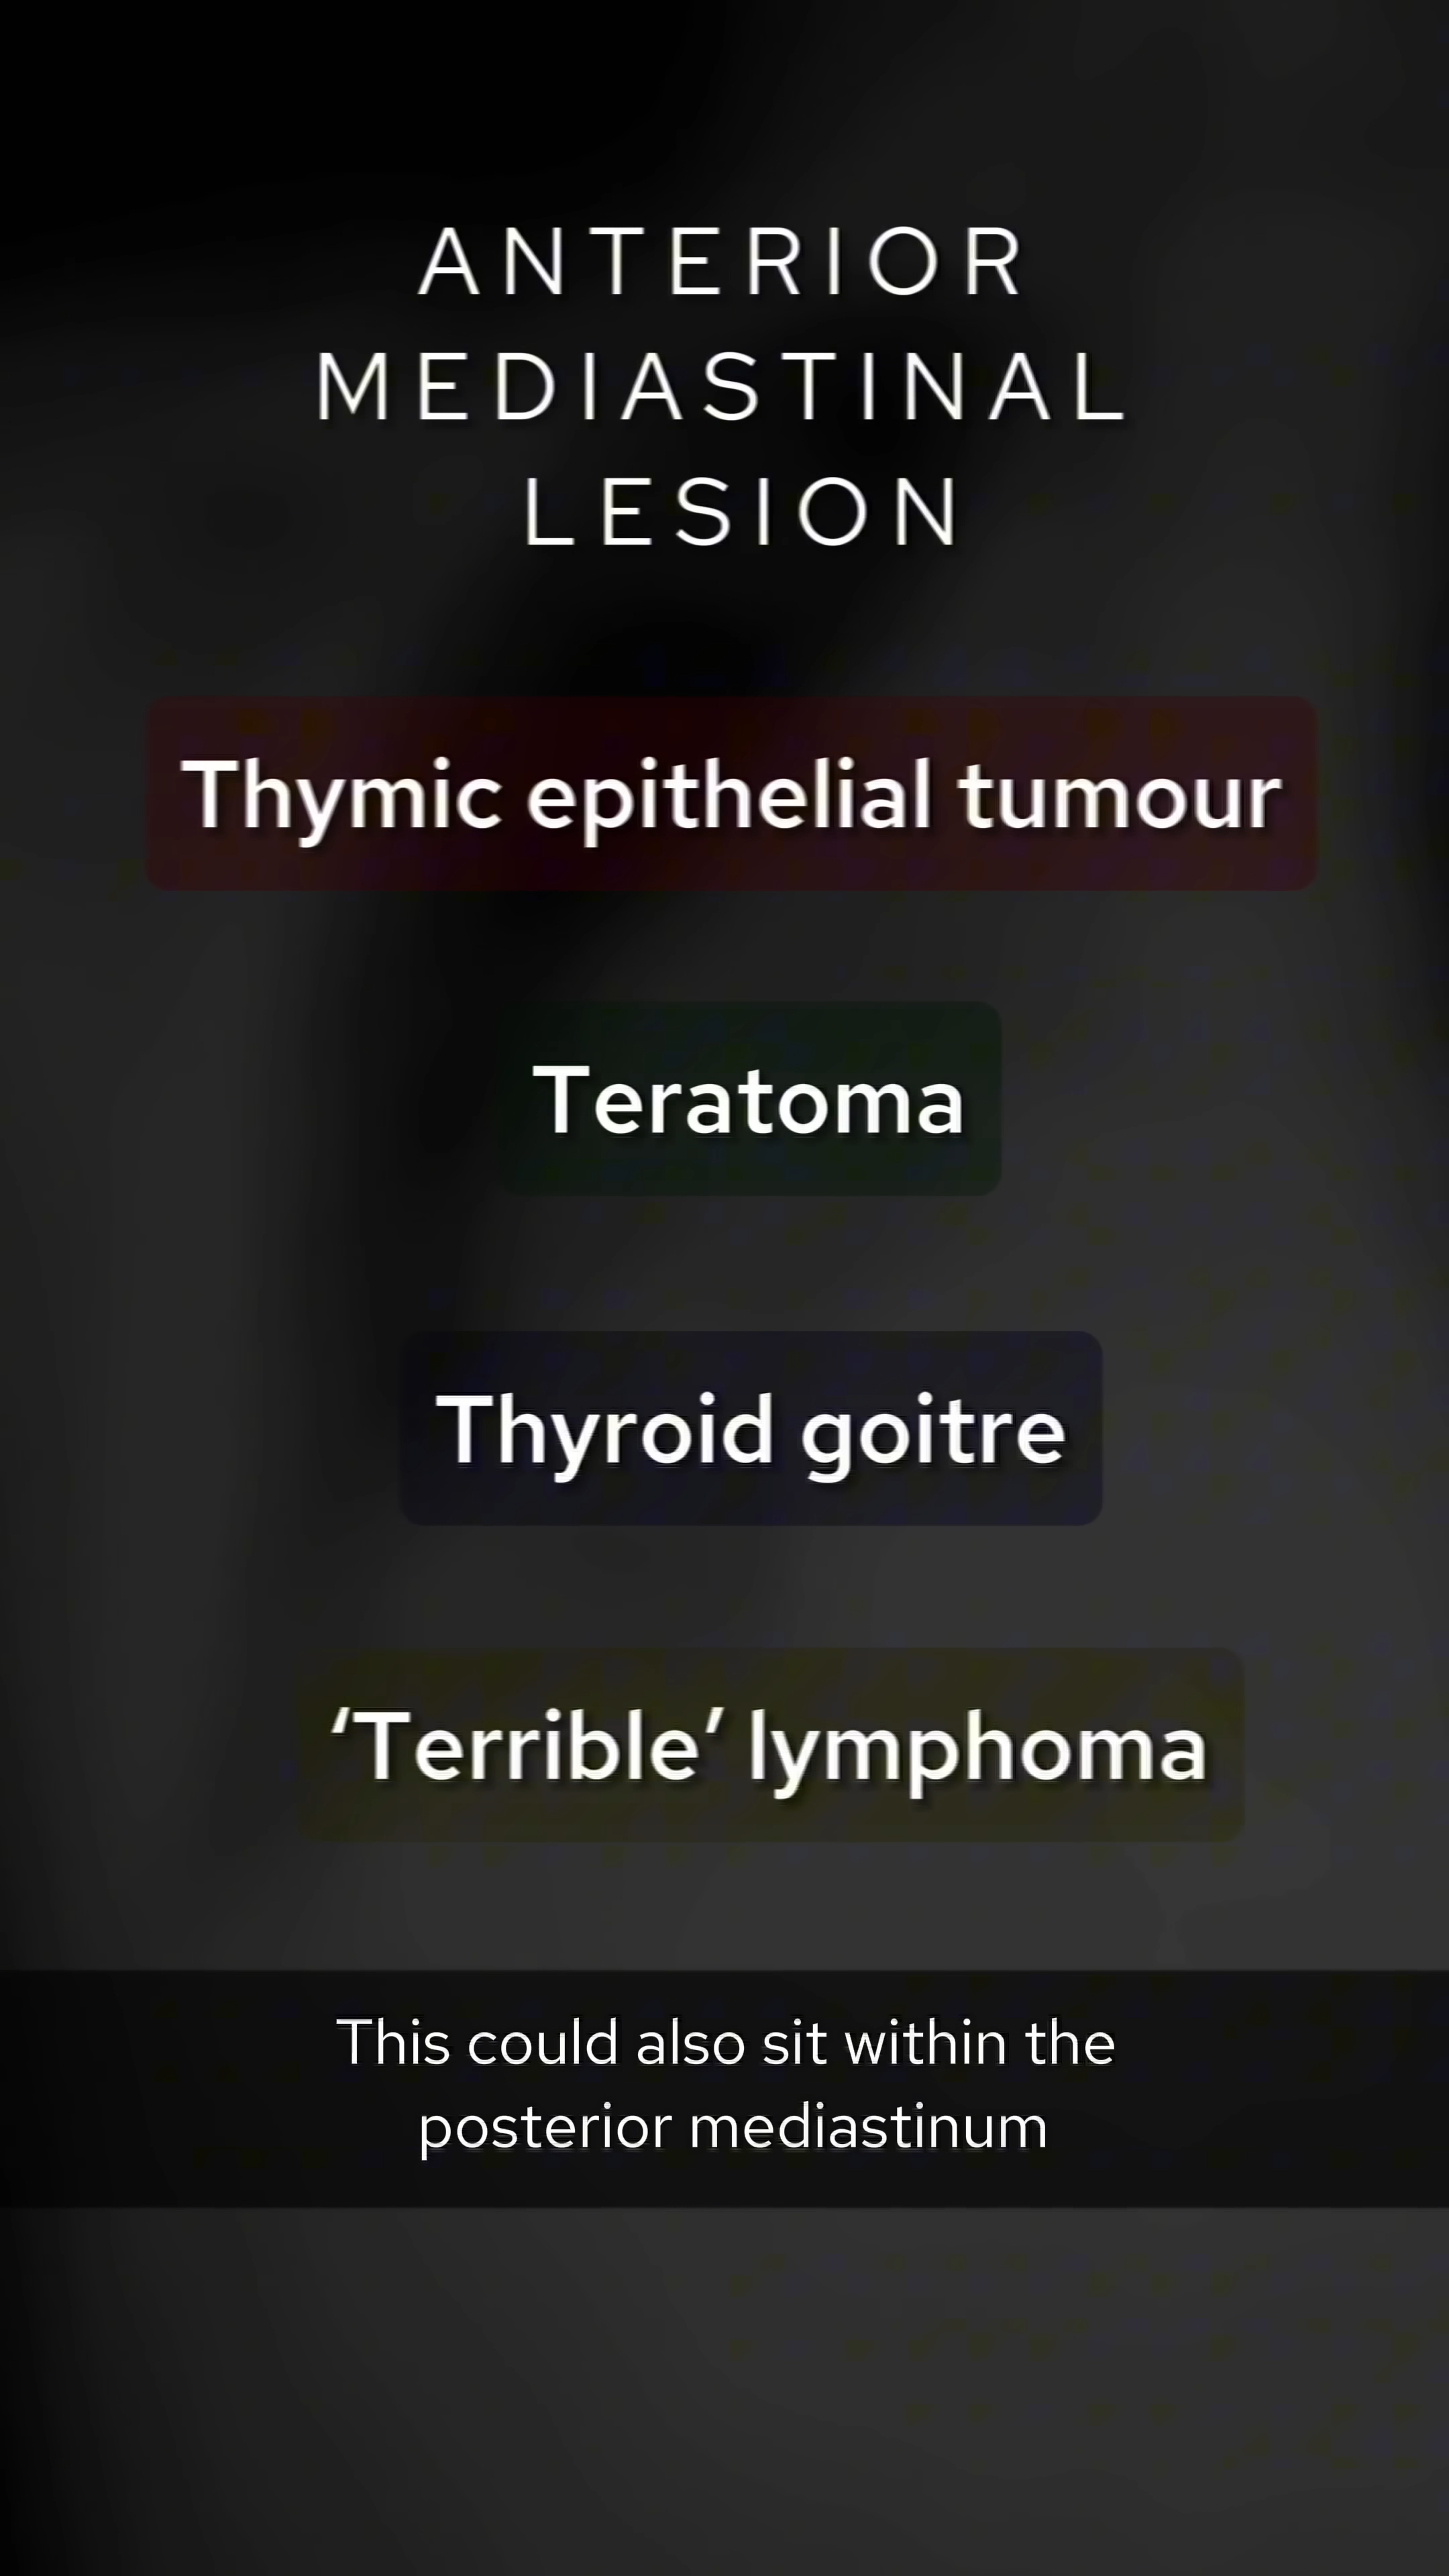 ANTERIOR
MEDIASTINAL
LESION
Thymic epithelial tumour
Teratoma
Thyroid goitre
‘Terrible’ lymphoma
This could also sit within the
posterior mediastinum